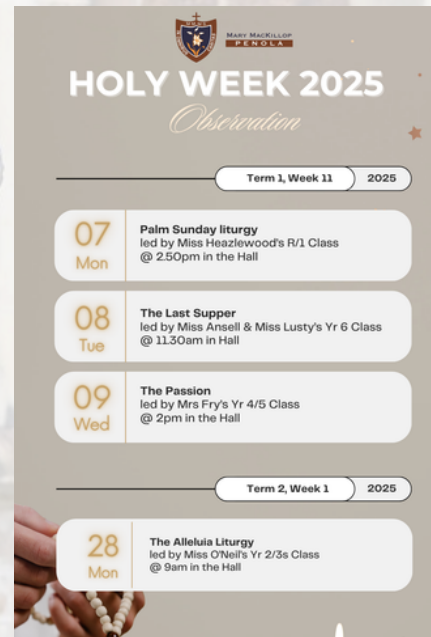 MARY MACKILLOP
PENOLA
HOLY WEEK 2025
Observation
Term 1, Week 11 2025
07
Mon
Palm Sunday liturgy
led by Miss Heazlewood's R/1 Class
@ 2.50pm in the Hall
08
Tue
The Last Supper
led by Miss Ansell & Miss Lusty's Yr 6 Class
@ 11.30am in Hall
09
Wed
The Passion
led by Mrs Fry's Yr 4/5 Class
@ 2pm in the Hall
Term 2, Week 1 2025
28
Mon
The Alleluia Liturgy
led by Miss O'Neil's Yr 2/3s Class
@ 9am in the Hall